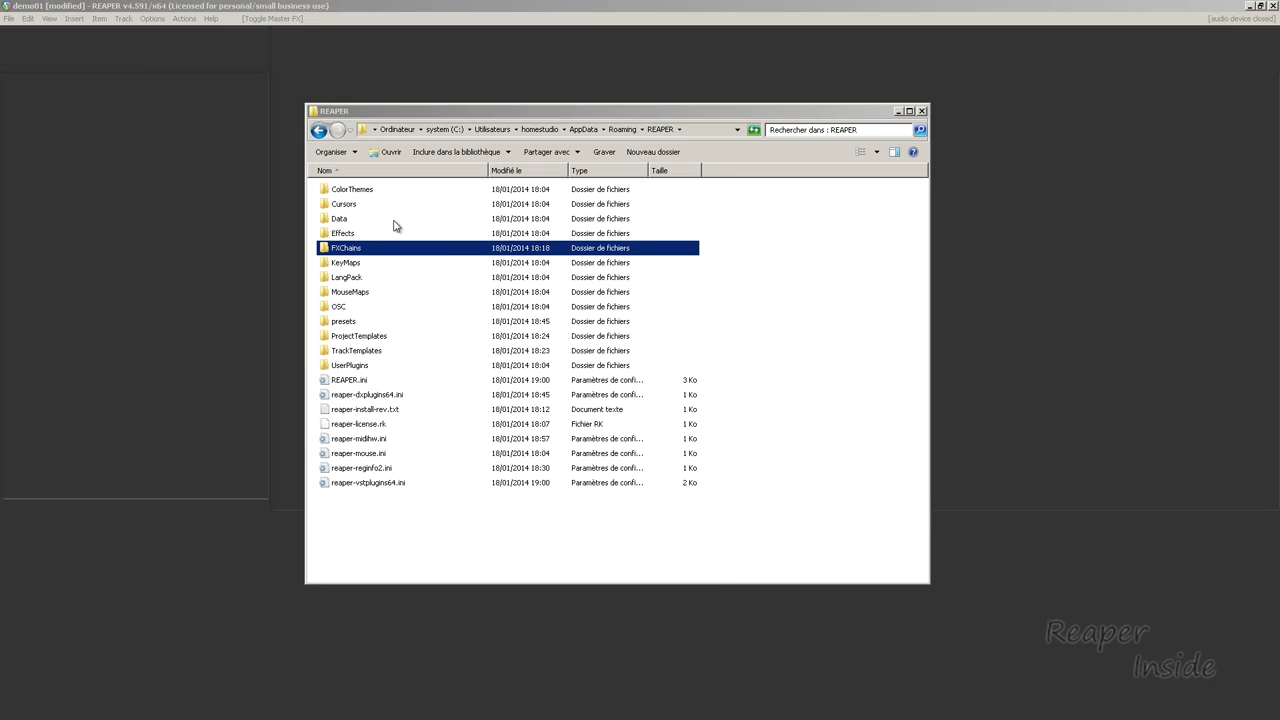 demo01 [modified] - REAPER v4.591/x64 (Licensed for personal/small business use)
File Edit View Insert Item Track Options Actions Help [Toggle Master FX] [audio device closed]
REAPER
Ordinateur system (C:) Utilisateurs homestudio AppData Roaming REAPER Rechercher dans : REAPER
Organiser Ouvrir Inclure dans la bibliothèque Partager avec Graver Nouveau dossier
Nom Modifié le Type Taille
ColorThemes 18/01/2014 18:04 Dossier de fichiers
Cursors 18/01/2014 18:04 Dossier de fichiers
Data 18/01/2014 18:04 Dossier de fichiers
Effects 18/01/2014 18:04 Dossier de fichiers
FXChains 18/01/2014 18:18 Dossier de fichiers
KeyMaps 18/01/2014 18:04 Dossier de fichiers
LangPack 18/01/2014 18:04 Dossier de fichiers
MouseMaps 18/01/2014 18:04 Dossier de fichiers
OSC 18/01/2014 18:04 Dossier de fichiers
presets 18/01/2014 18:45 Dossier de fichiers
ProjectTemplates 18/01/2014 18:24 Dossier de fichiers
TrackTemplates 18/01/2014 18:23 Dossier de fichiers
UserPlugins 18/01/2014 18:04 Dossier de fichiers
REAPER.ini 18/01/2014 19:00 Paramètres de confi... 3 Ko
reaper-dxplugins64.ini 18/01/2014 18:45 Paramètres de confi... 1 Ko
reaper-install-rev.txt 18/01/2014 18:12 Document texte 1 Ko
reaper-license.rk 18/01/2014 18:07 Fichier RK 1 Ko
reaper-midihw.ini 18/01/2014 18:57 Paramètres de confi... 1 Ko
reaper-mouse.ini 18/01/2014 18:04 Paramètres de confi... 1 Ko
reaper-reginfo2.ini 18/01/2014 18:30 Paramètres de confi... 1 Ko
reaper-vstplugins64.ini 18/01/2014 19:00 Paramètres de confi... 2 Ko
Reaper
Inside